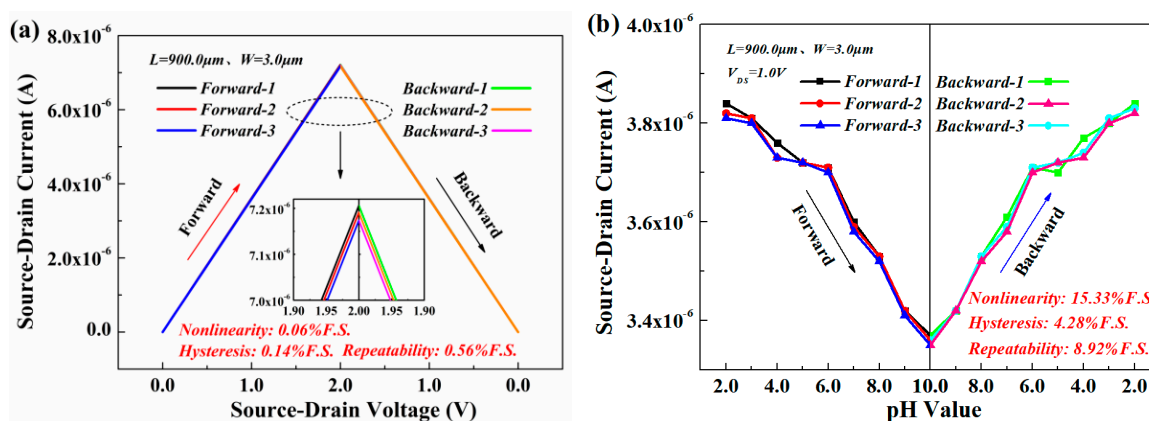 (a)
8.0x10⁻⁶
6.0x10⁻⁶
4.0x10⁻⁶
2.0x10⁻⁶
0.0
Source-Drain Current (A)
L=900.0μm、W=3.0μm
Forward-1
Forward-2
Forward-3
Backward-1
Backward-2
Backward-3
Forward
Backward
7.2x10⁻⁶
7.1x10⁻⁶
7.0x10⁻⁶
1.90 1.95 2.00 1.95 1.90
Nonlinearity: 0.06%F.S.
Hysteresis: 0.14%F.S. Repeatability: 0.56%F.S.
0.0 1.0 2.0 1.0 0.0
Source-Drain Voltage (V)
(b)
4.0x10⁻⁶
3.8x10⁻⁶
3.6x10⁻⁶
3.4x10⁻⁶
Source-Drain Current (A)
L=900.0μm、W=3.0μm
V_DS=1.0V
Forward-1
Forward-2
Forward-3
Backward-1
Backward-2
Backward-3
Forward
Backward
Nonlinearity: 15.33%F.S.
Hysteresis: 4.28%F.S.
Repeatability: 8.92%F.S.
2.0 4.0 6.0 8.0 10.0 8.0 6.0 4.0 2.0
pH Value